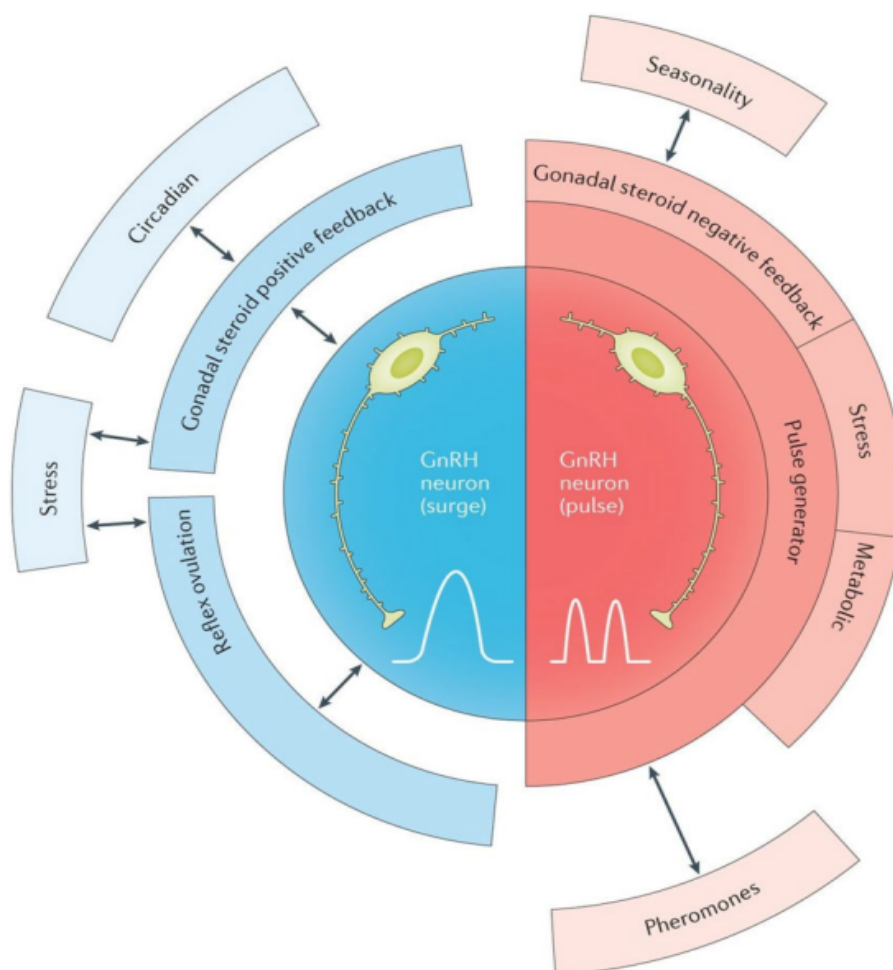 Seasonality
Circadian
Gonadal steroid positive feedback
Gonadal steroid negative feedback
Stress
Reflex ovulation
GnRH
neuron
(surge)
GnRH
neuron
(pulse)
Pulse generator
Stress
Metabolic
Pheromones